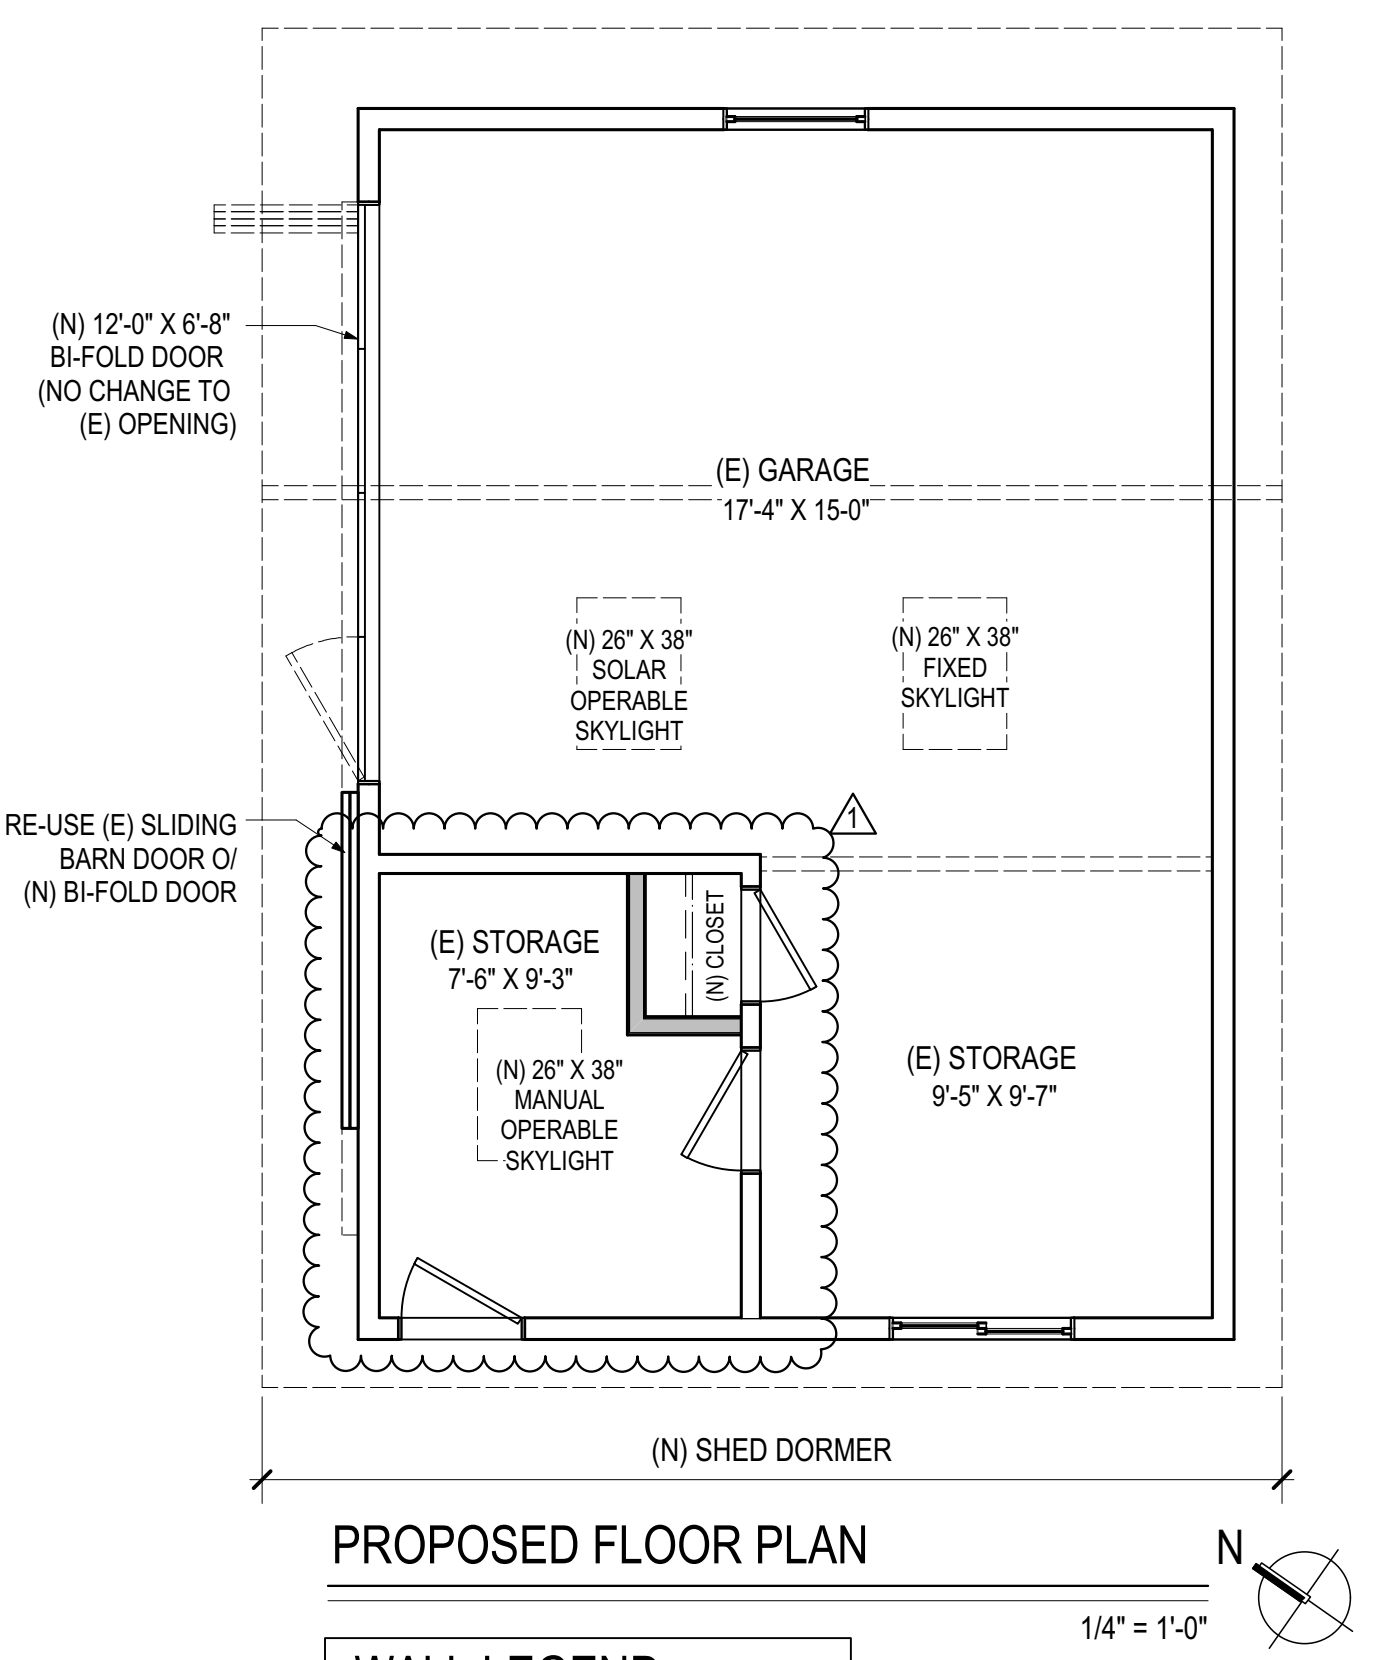 (N) 12'-0" X 6'-8"
BI-FOLD DOOR
(NO CHANGE TO
(E) OPENING)
(E) GARAGE
17'-4" X 15-0"
(N) 26" X 38"
SOLAR
OPERABLE
SKYLIGHT
(N) 26" X 38"
FIXED
SKYLIGHT
1
RE-USE (E) SLIDING
BARN DOOR O/
(N) BI-FOLD DOOR
(E) STORAGE
7'-6" X 9'-3"
(N) CLOSET
(N) 26" X 38"
MANUAL
OPERABLE
SKYLIGHT
(E) STORAGE
9'-5" X 9'-7"
(N) SHED DORMER
PROPOSED FLOOR PLAN
N
1/4" = 1'-0"
WALL LEGEND